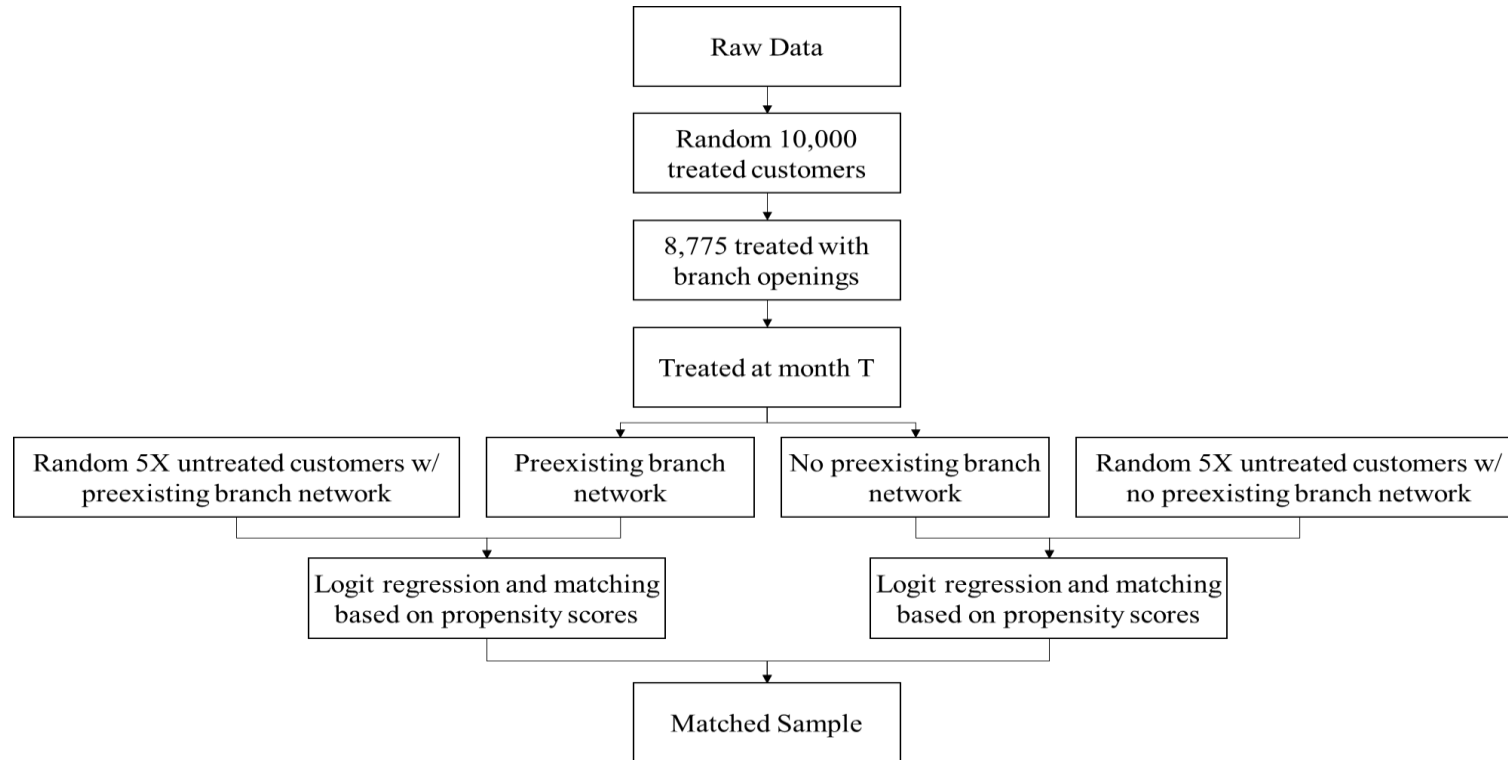 Raw Data
Random 10,000
treated customers
8,775 treated with
branch openings
Treated at month T
Random 5X untreated customers w/
preexisting branch network
Preexisting branch
network
No preexisting branch
network
Random 5X untreated customers w/
no preexisting branch network
Logit regression and matching
based on propensity scores
Logit regression and matching
based on propensity scores
Matched Sample